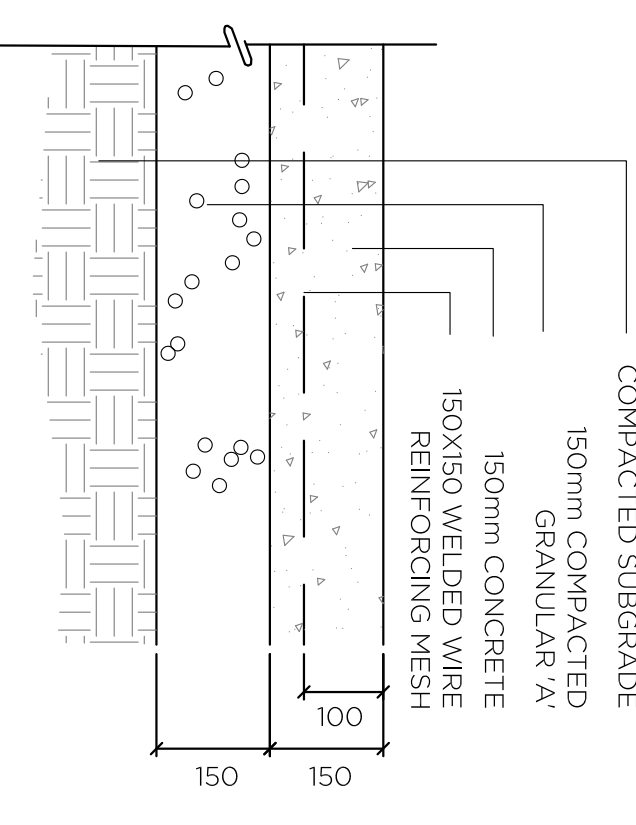 150X150 WELDED WIRE
REINFORCING MESH
150mm CONCRETE
150mm COMPACTED
GRANULAR 'A'
COMPACTED SUBGRADE
100
150
150